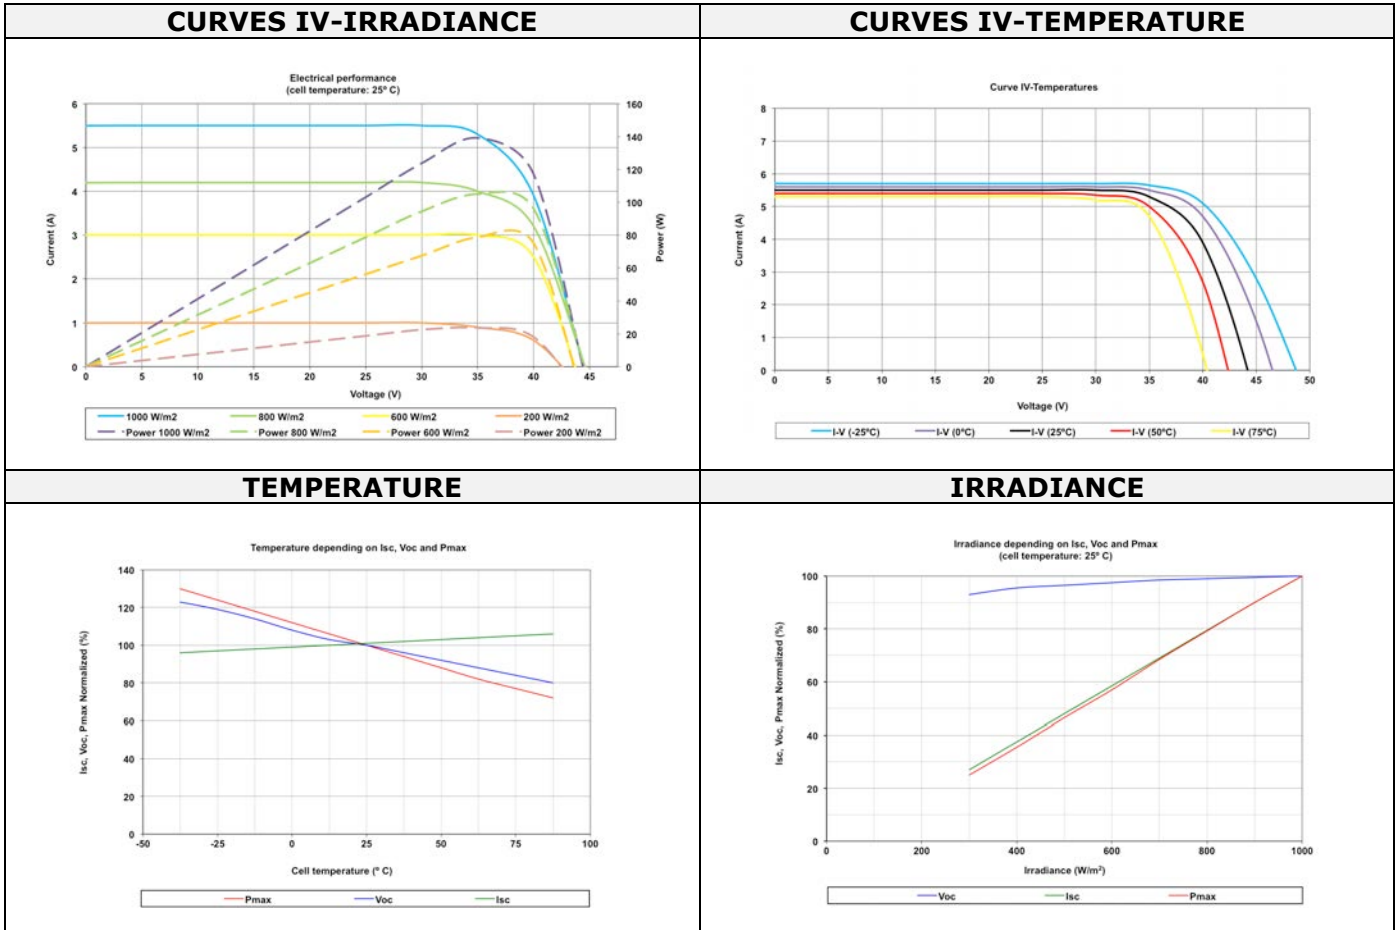 CURVES IV-IRRADIANCE
CURVES IV-TEMPERATURE
Electrical performance
(cell temperature: 25º C)
6
5
4
3
2
1
0
Current (A)
160
140
120
100
80
60
40
20
0
Power (W)
0 5 10 15 20 25 30 35 40 45
Voltage (V)
1000 W/m2 800 W/m2 600 W/m2 200 W/m2
Power 1000 W/m2 Power 800 W/m2 Power 600 W/m2 Power 200 W/m2
Curve IV-Temperatures
8
7
6
5
4
3
2
1
0
Current (A)
0 5 10 15 20 25 30 35 40 45 50
Voltage (V)
I-V (-25ºC) I-V (0ºC) I-V (25ºC) I-V (50ºC) I-V (75ºC)
TEMPERATURE
IRRADIANCE
Temperature depending on Isc, Voc and Pmax
140
120
100
80
60
40
20
0
Isc, Voc, Pmax Normalized (%)
-50 -25 0 25 50 75 100
Cell temperature (º C)
Pmax Voc Isc
Irradiance depending on Isc, Voc and Pmax
(cell temperature: 25º C)
100
80
60
40
20
0
Isc, Voc, Pmax Normalized (%)
0 200 400 600 800 1000
Irradiance (W/m²)
Voc Isc Pmax